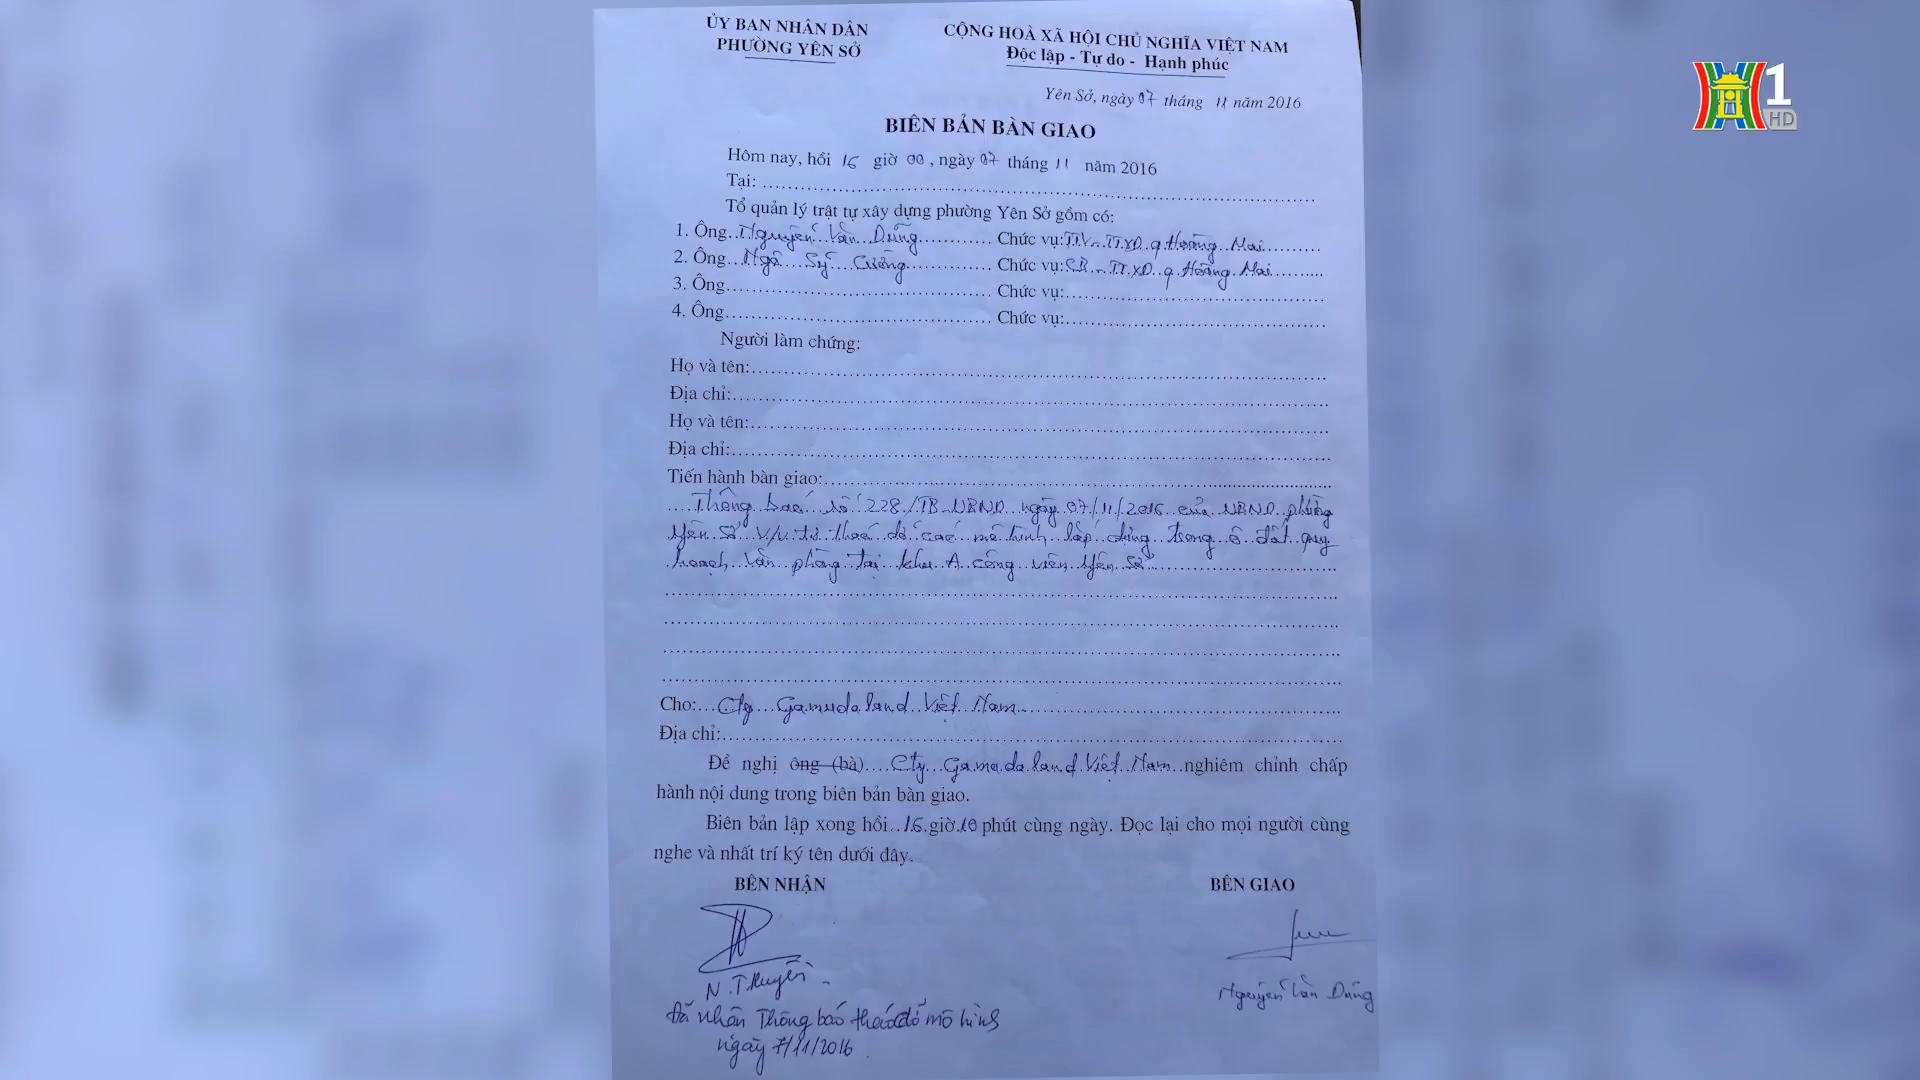 ỦY BAN NHÂN DÂN
PHƯỜNG YÊN SỞ
CỘNG HOÀ XÃ HỘI CHỦ NGHĨA VIỆT NAM
Độc lập - Tự do - Hạnh phúc
Yên Sở, ngày 07 tháng 11 năm 2016
1
HD
BIÊN BẢN BÀN GIAO
Hôm nay, hồi 16 giờ 00, ngày 07 tháng 11 năm 2016
Tại:
Tổ quản lý trật tự xây dựng phường Yên Sở gồm có:
1. Ông Nguyễn Văn Dũng Chức vụ: TTV TTXD q. Hoàng Mai
2. Ông Ngô Sỹ Cường Chức vụ: CB TTXD q. Hoàng Mai
3. Ông Chức vụ:
4. Ông Chức vụ:
Người làm chứng:
Họ và tên:
Địa chỉ:
Họ và tên:
Địa chỉ:
Tiến hành bàn giao:
Thông báo số 228/TB-UBND ngày 07/11/2016 của UBND phường
Yên Sở V/v tự tháo dỡ các mô hình lắp dựng trong ô đất quy
hoạch văn phòng tại khu A công viên Yên Sở
Cho: Cty Gamuda land Việt Nam
Địa chỉ:
Đề nghị ông (bà) Cty Gamuda land Việt Nam nghiêm chỉnh chấp
hành nội dung trong biên bản bàn giao.
Biên bản lập xong hồi 16 giờ 10 phút cùng ngày. Đọc lại cho mọi người cùng
nghe và nhất trí ký tên dưới đây.
BÊN NHẬN
BÊN GIAO
Nguyễn Văn Dũng
Đã nhận Thông báo tháo dỡ mô hình
ngày 7/11/2016